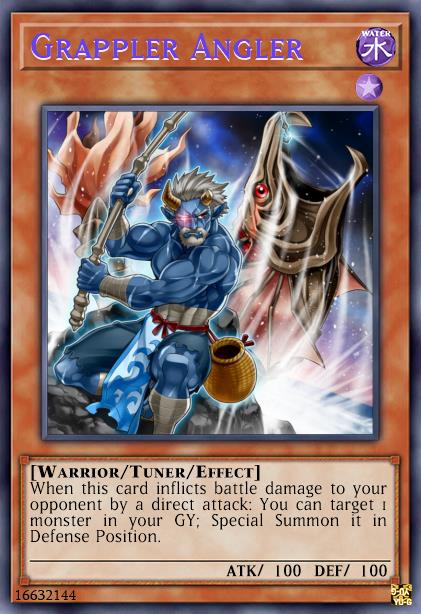 GRAPPLER ANGLER
WATER
水
[WARRIOR/TUNER/EFFECT]
When this card inflicts battle damage to your
opponent by a direct attack: You can target 1
monster in your GY; Special Summon it in
Defense Position.
ATK/ 100 DEF/ 100
16632144